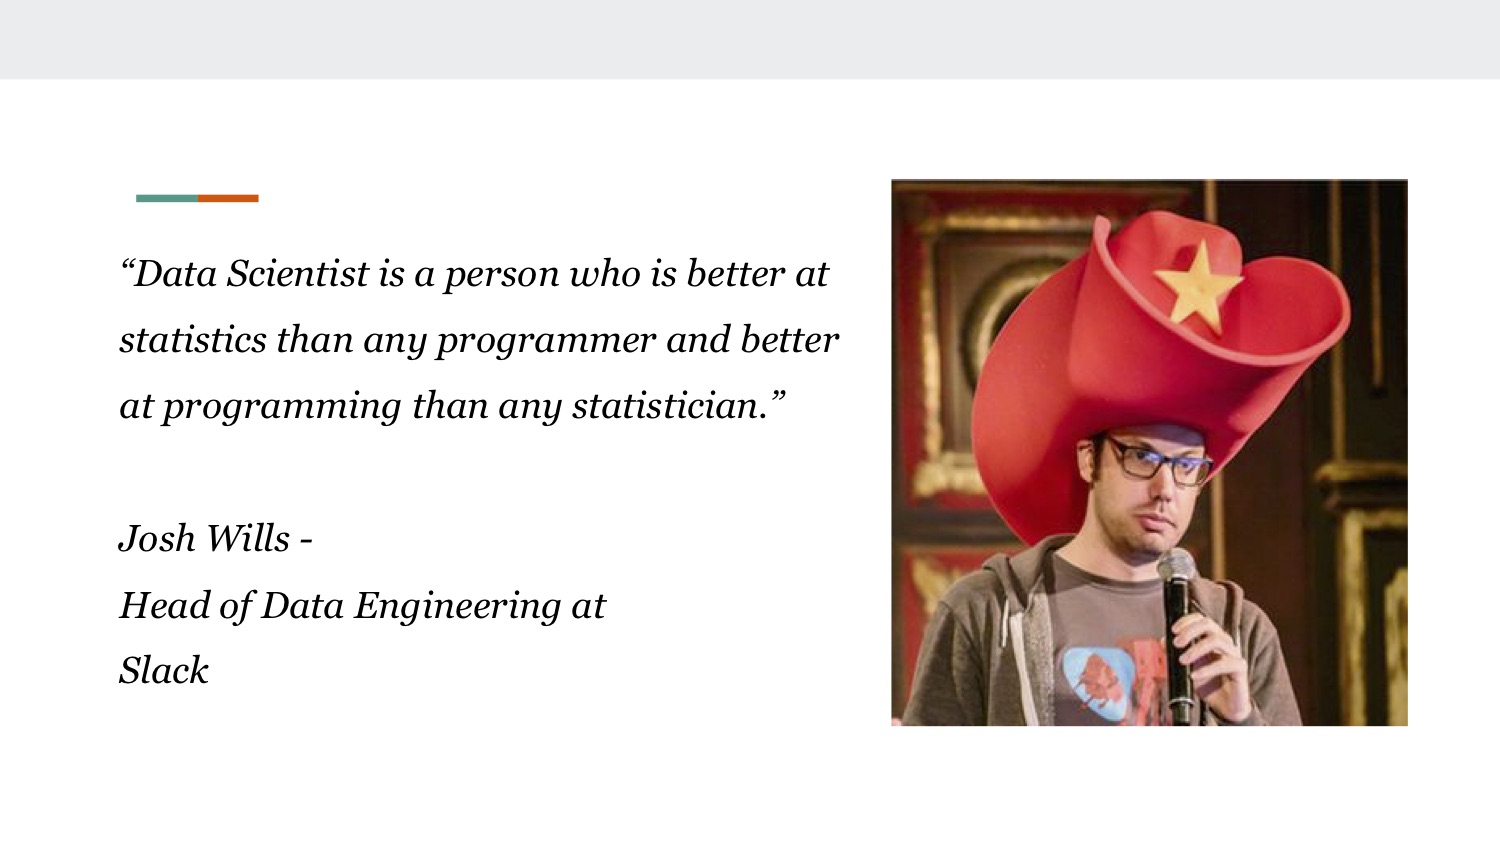 “Data Scientist is a person who is better at
statistics than any programmer and better
at programming than any statistician.”
Josh Wills -
Head of Data Engineering at
Slack